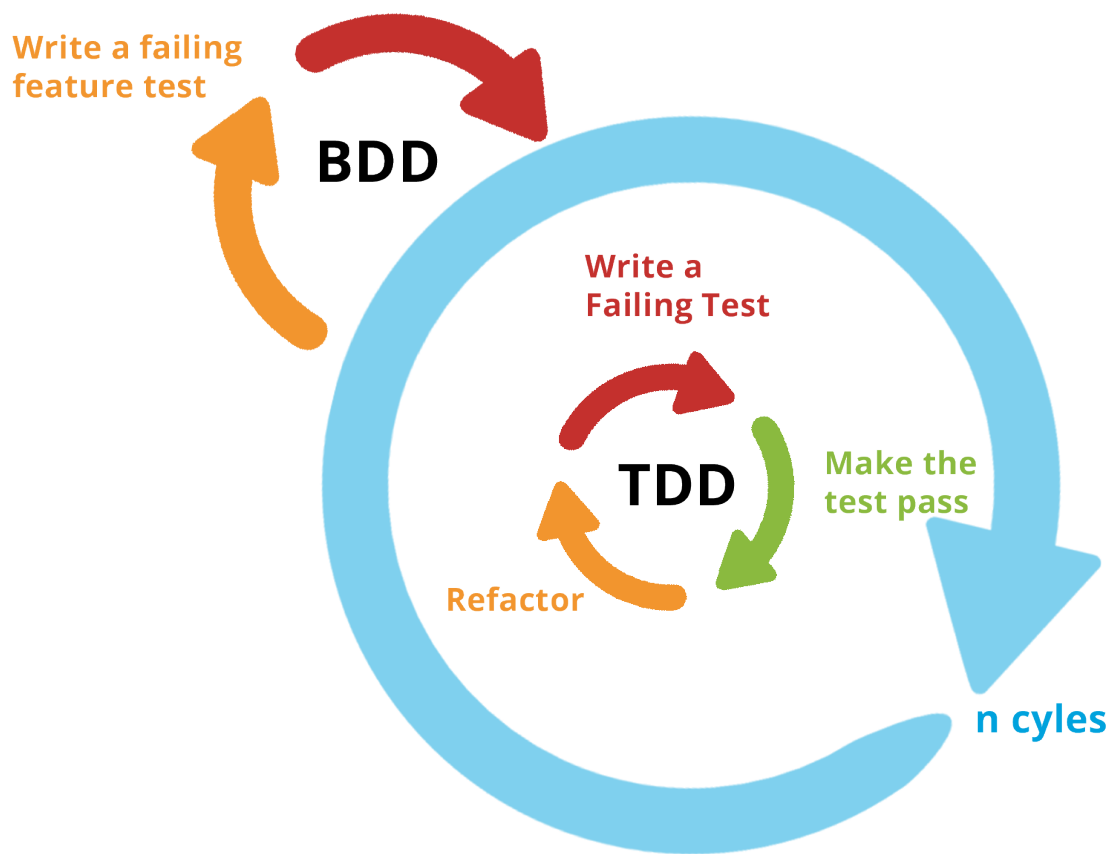 Write a failing
feature test
BDD
Write a
Failing Test
TDD
Make the
test pass
Refactor
n cyles